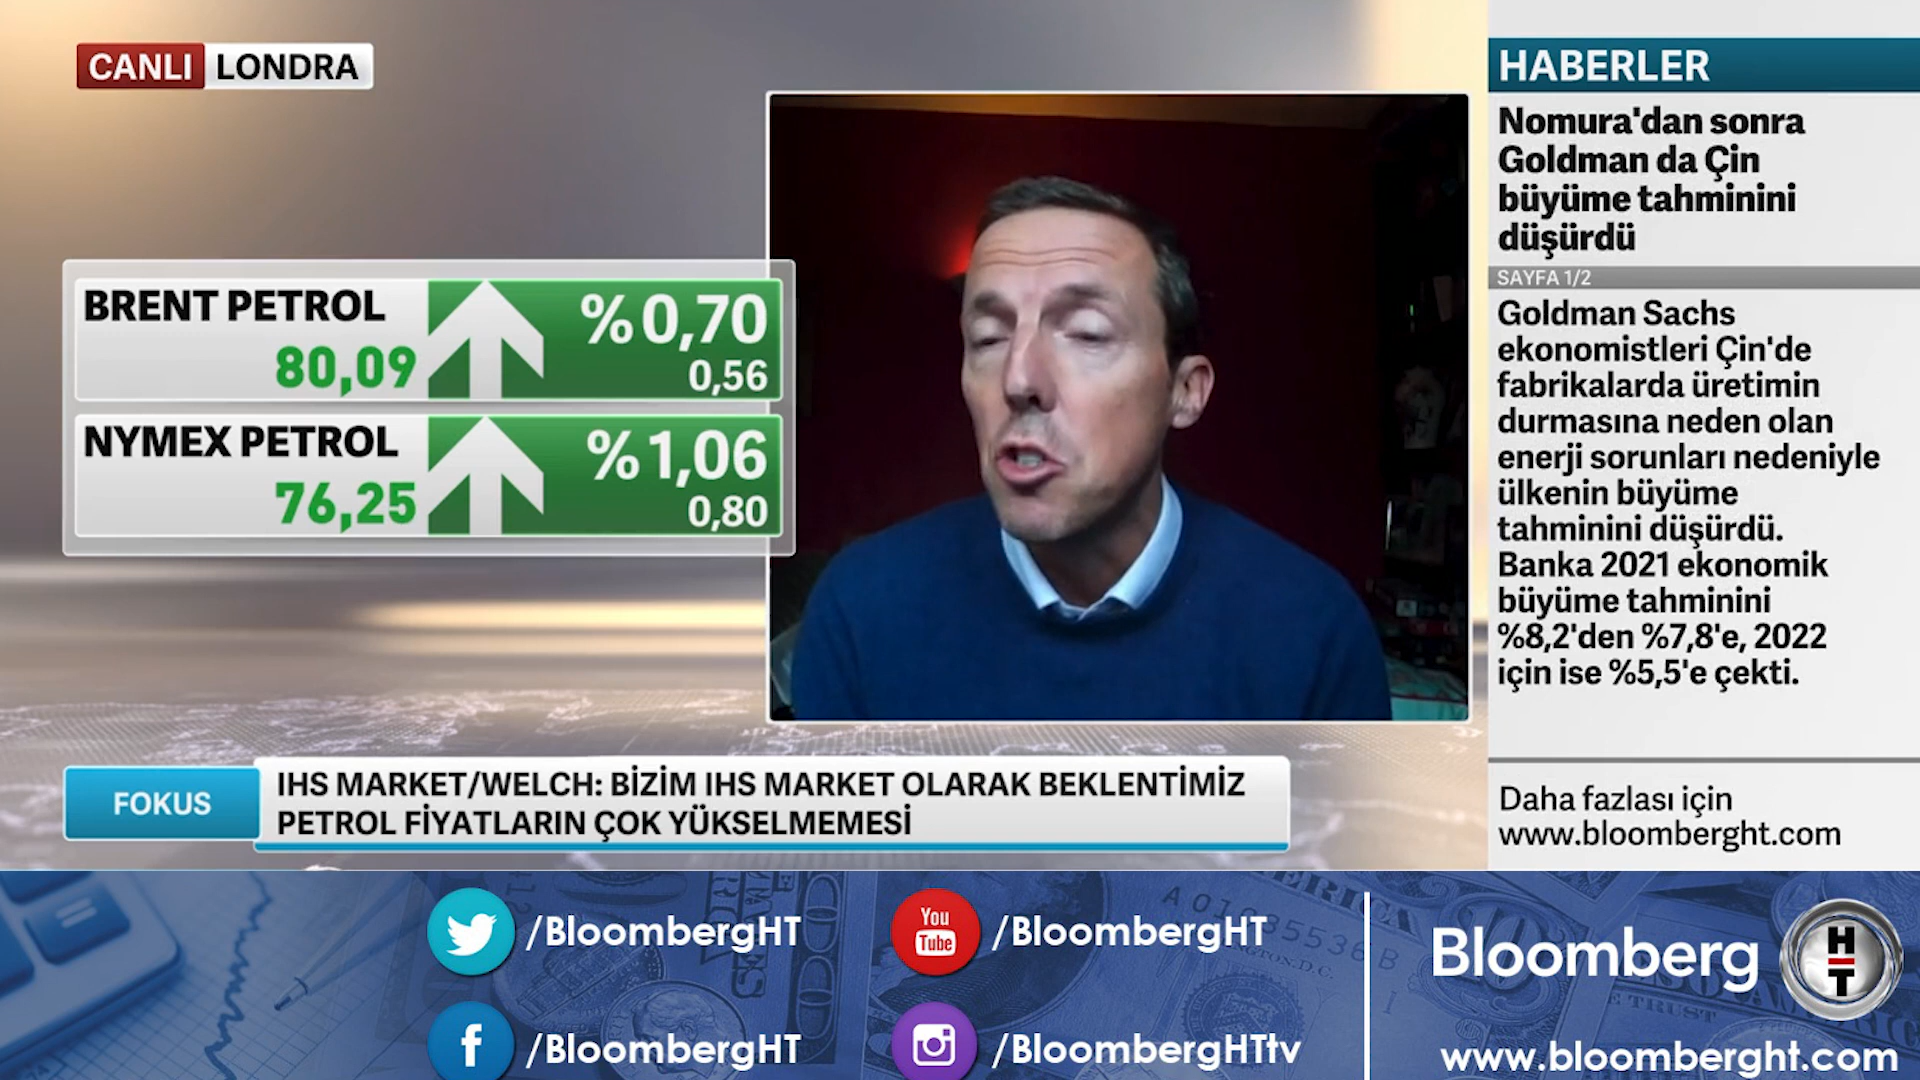 CANLI LONDRA
BRENT PETROL
80,09
%0,70
0,56
NYMEX PETROL
76,25
%1,06
0,80
HABERLER
Nomura'dan sonra
Goldman da Çin
büyüme tahminini
düşürdü
SAYFA 1/2
Goldman Sachs
ekonomistleri Çin'de
fabrikalarda üretimin
durmasına neden olan
enerji sorunları nedeniyle
ülkenin büyüme
tahminini düşürdü.
Banka 2021 ekonomik
büyüme tahminini
%8,2'den %7,8'e, 2022
için ise %5,5'e çekti.
Daha fazlası için
www.bloomberght.com
FOKUS
IHS MARKET/WELCH: BİZİM IHS MARKET OLARAK BEKLENTİMİZ
PETROL FİYATLARIN ÇOK YÜKSELMEMESİ
/BloombergHT
You
Tube
/BloombergHT
/BloombergHT
/BloombergHTtv
Bloomberg
H
T
www.bloomberght.com